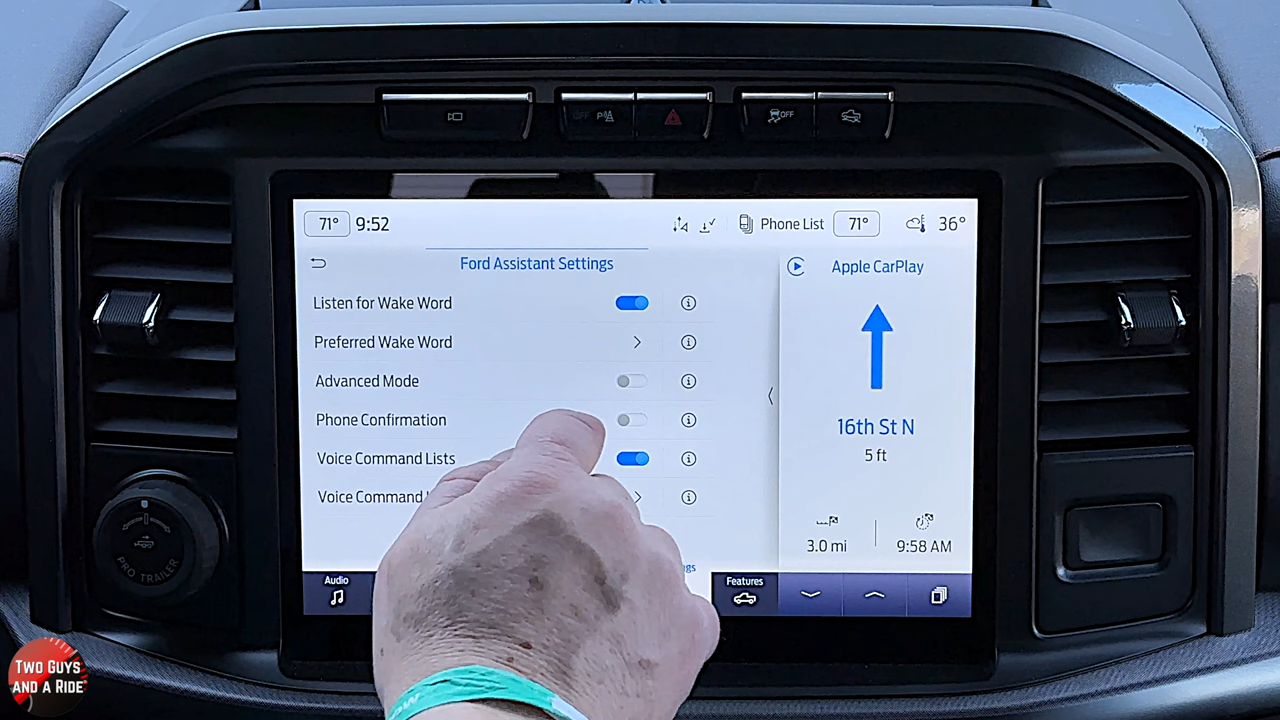 OFF
71° 9:52
Phone List 71° 36°
Ford Assistant Settings
Listen for Wake Word
Preferred Wake Word
Advanced Mode
Phone Confirmation
Voice Command Lists
Voice Command
Apple CarPlay
16th St N
5 ft
3.0 mi
9:58 AM
Audio
Features
PRO TRAILER
TWO GUYS
AND A RIDE